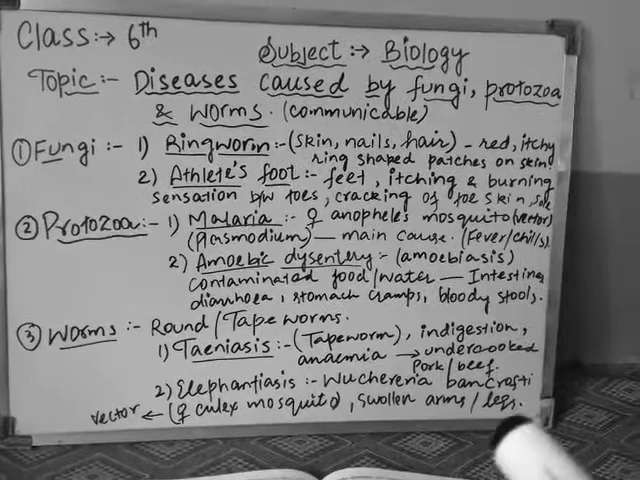 Class:→ 6th
Subject:→ Biology
Topic:- Diseases caused by fungi, protozoa
& worms. (communicable)
① Fungi:- 1) Ringworm:- (skin, nails, hair) - red, itchy
ring shaped patches on skin.
2) Athlete's foot:- feet, itching & burning
sensation b/w toes, cracking of toe skin, sole
② Protozoa:- 1) Malaria:- ♀ anopheles mosquito (vector)
(Plasmodium) — main cause. (Fever/chills).
2) Amoebic dysentery:- (amoebiasis)
contaminated food/water — Intestines
diarrhoea, stomach cramps, bloody stools.
③ Worms:- Round/Tapeworms.
1) Taeniasis:- (Tapeworm), indigestion,
anaemia → undercooked
Pork/beef.
2) Elephantiasis:- Wuchereria bancrofti
vector ← (♀ culex mosquito), swollen arms/legs.